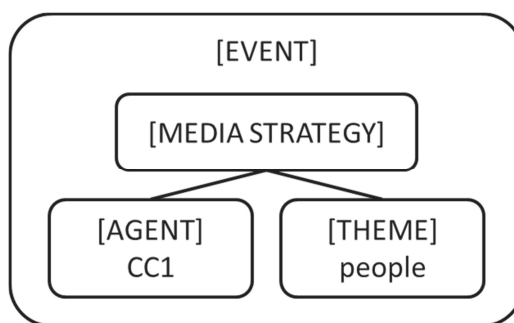 [EVENT]
[MEDIA STRATEGY]
[AGENT]
CC1
[THEME]
people